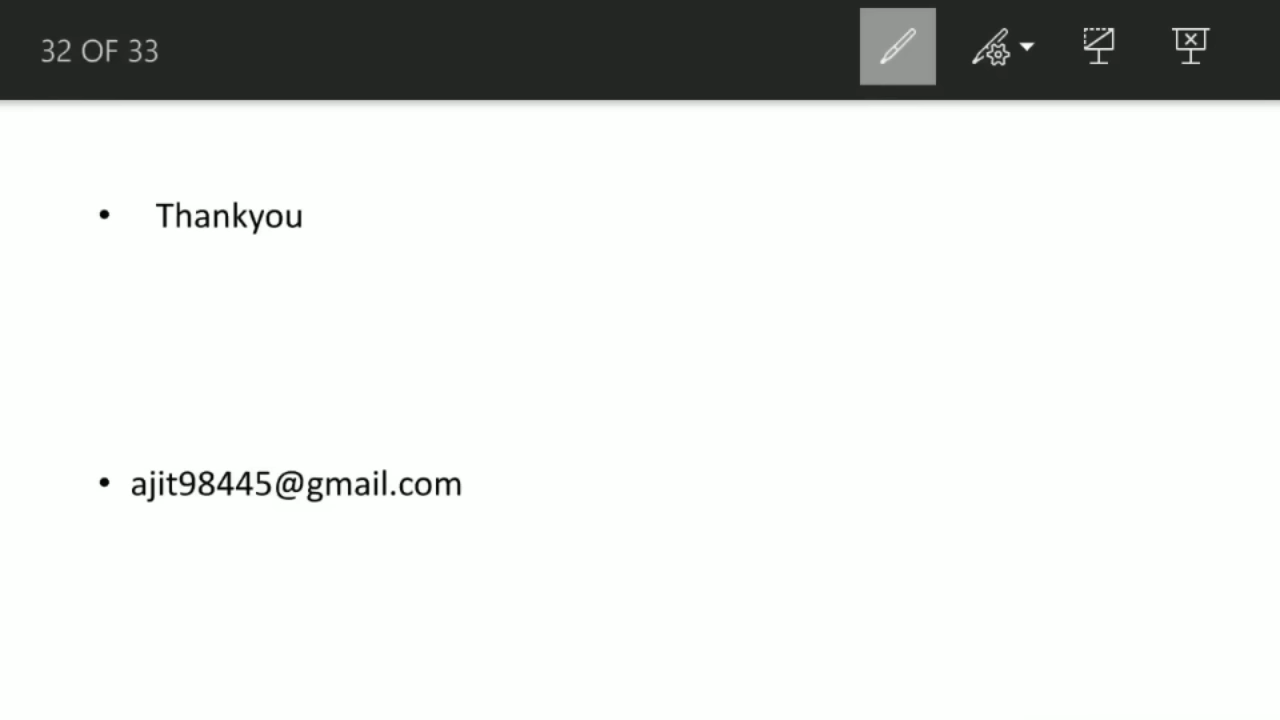 32 OF 33
• Thankyou
• ajit98445@gmail.com